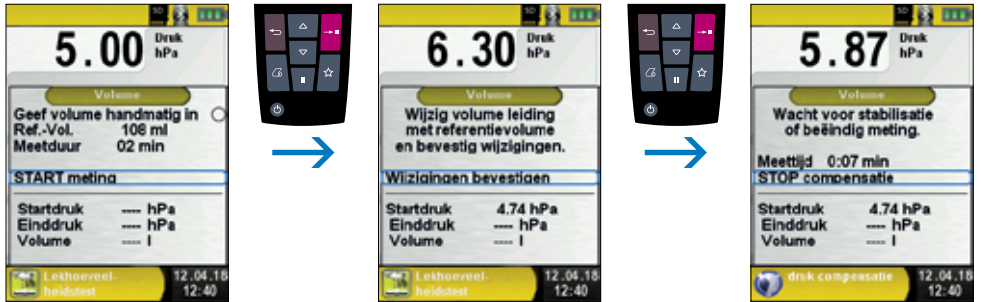 SD
5.00 Druk
hPa
Volume
Geef volume handmatig in
Ref.-Vol. 108 ml
Meetduur 02 min
START meting
Startdruk ---- hPa
Einddruk ---- hPa
Volume ---- l
Lekhoeveel-
heidstest
12.04.18
12:40
SD
6.30 Druk
hPa
Volume
Wijzig volume leiding
met referentievolume
en bevestig wijzigingen.
Wijzigingen bevestigen
Startdruk 4.74 hPa
Einddruk ---- hPa
Volume ---- l
Lekhoeveel-
heidstest
12.04.18
12:40
SD
5.87 Druk
hPa
Volume
Wacht voor stabilisatie
of beëindig meting.
Meettijd 0:07 min
STOP compensatie
Startdruk 4.74 hPa
Einddruk ---- hPa
Volume ---- l
druk compensatie
12.04.18
12:40